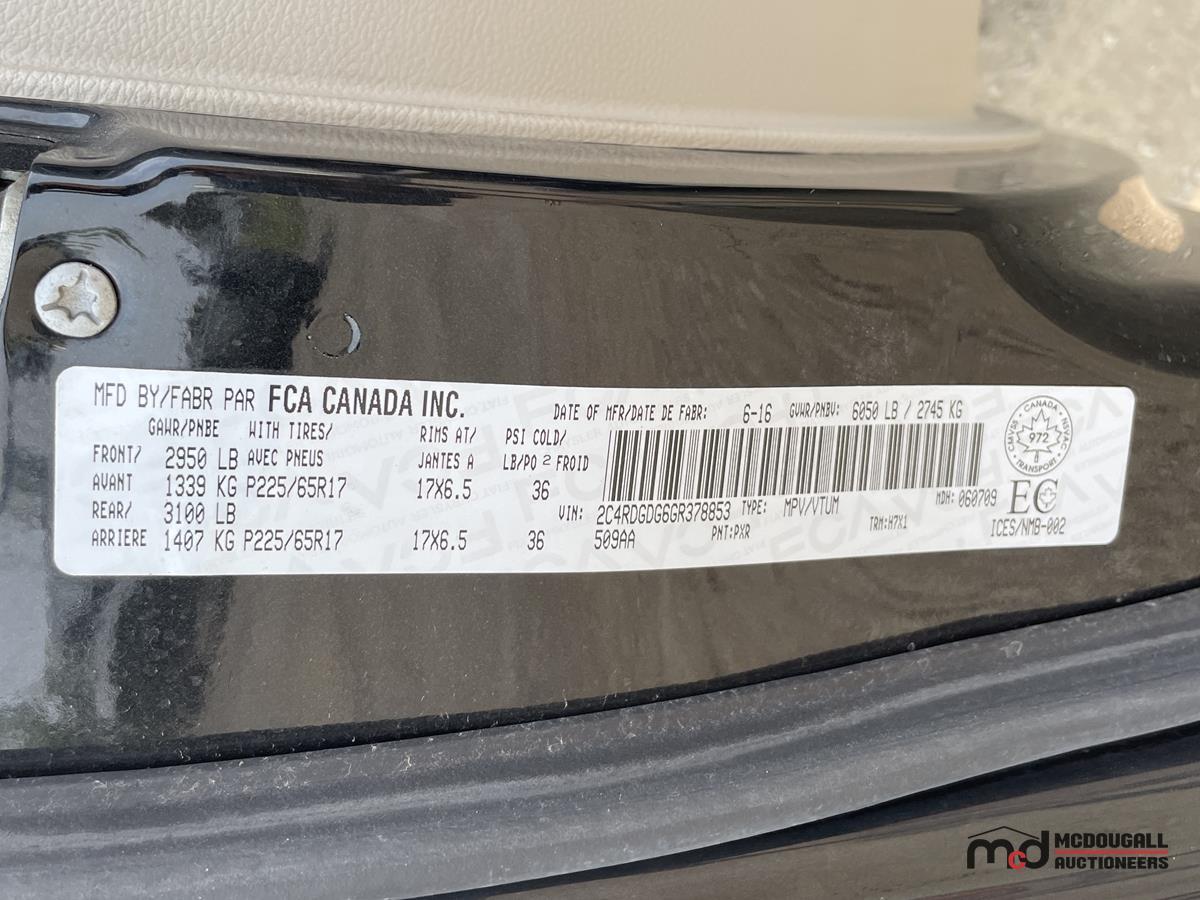 MFD BY/FABR PAR FCA CANADA INC. DATE OF MFR/DATE DE FABR: 6-16 GVWR/PNBV: 6050 LB / 2745 KG
GAWR/PNBE WITH TIRES/ RIMS AT/ PSI COLD/
FRONT/ 2950 LB AVEC PNEUS JANTES A LB/PO 2 FROID
AVANT 1339 KG P225/65R17 17X6.5 36
REAR/ 3100 LB VIN: 2C4RDGDG6GR378853 TYPE: MPV/VTUM MDH: 060709
ARRIERE 1407 KG P225/65R17 17X6.5 36 509AA PNT:PXR TRM:H7X1
CANADA
CMVSS NSVAC
972
TRANSPORT
EC
ICES/NMB-002
mcd MCDOUGALL
AUCTIONEERS